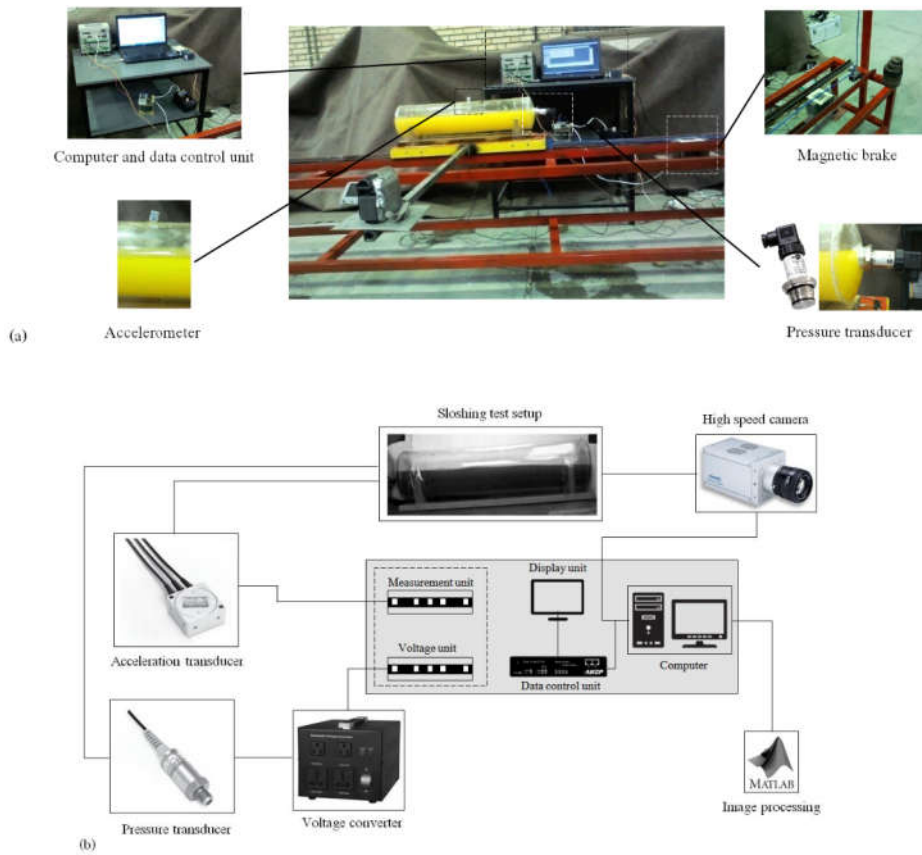 Computer and data control unit
Magnetic brake
Accelerometer
Pressure transducer
(a)
Sloshing test setup
High speed camera
Measurement unit
Display unit
Voltage unit
Acceleration transducer
Data control unit
Computer
MATLAB
Pressure transducer
Voltage converter
Image processing
(b)